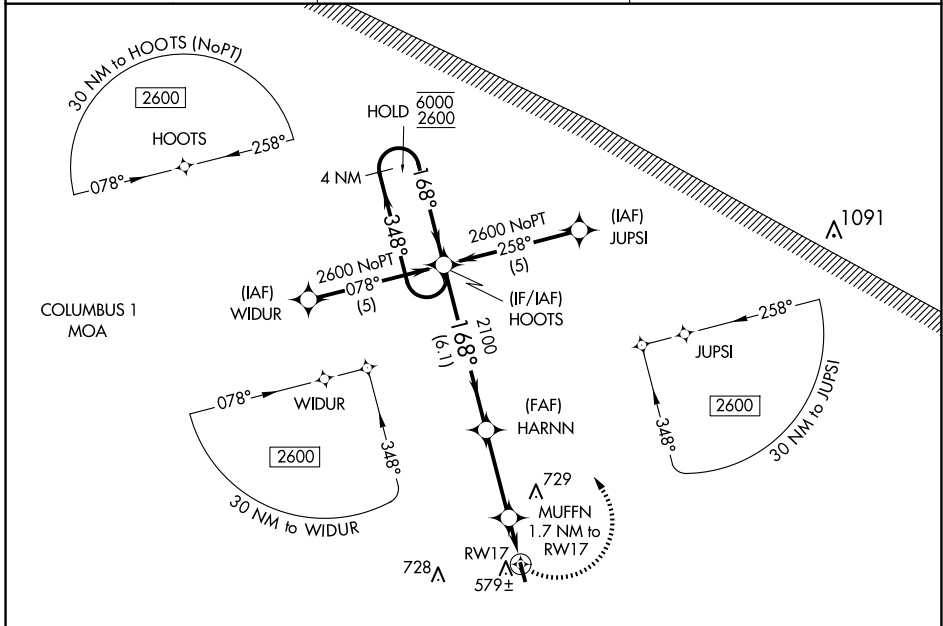 30 NM to HOOTS (NoPT)
2600
HOOTS
078°
258°
HOLD
6000
2600
4 NM
168°
348°
2600 NoPT
258°
(5)
(IAF)
JUPSI
2600 NoPT
078°
(5)
(IAF)
WIDUR
(IF/IAF)
HOOTS
1091
COLUMBUS 1
MOA
2100
168°
(6.1)
078°
WIDUR
2600
348°
30 NM to WIDUR
258°
JUPSI
2600
348°
30 NM to JUPSI
(FAF)
HARNN
729
MUFFN
1.7 NM to
RW17
RW17
728
579±